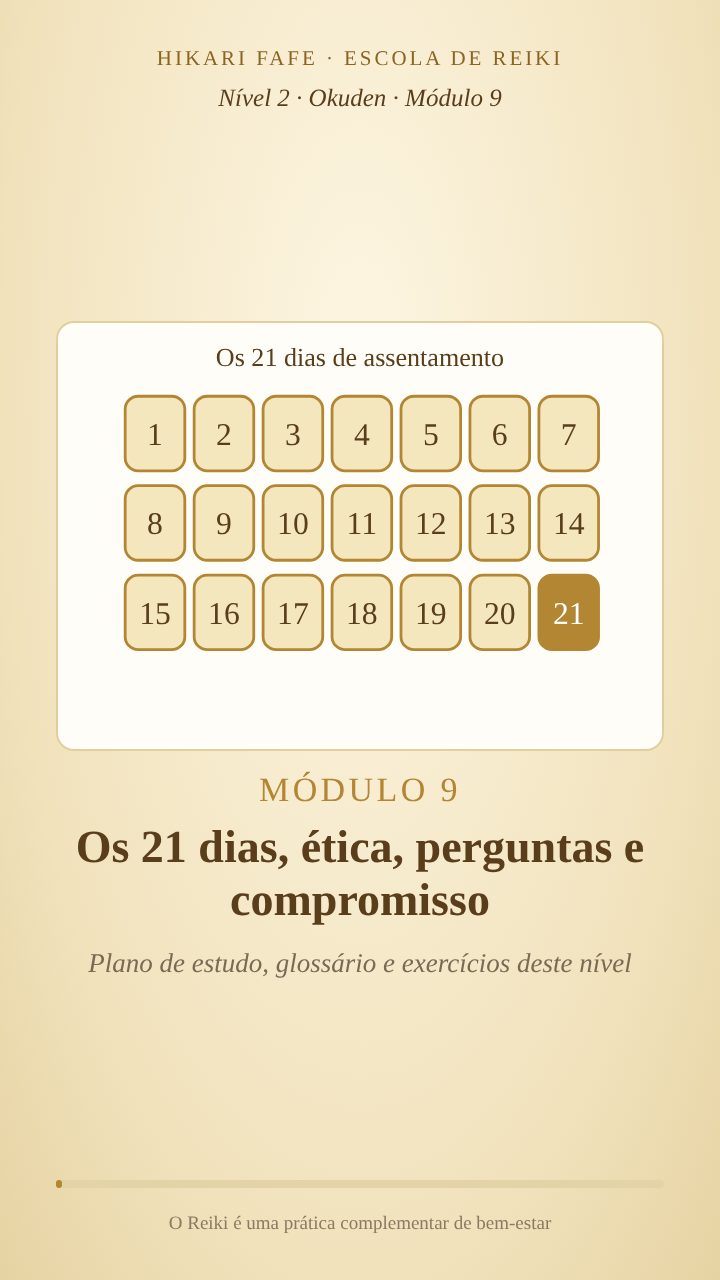 HIKARI FAFE · ESCOLA DE REIKI
Nível 2 · Okuden · Módulo 9
Os 21 dias de assentamento
1 2 3 4 5 6 7
8 9 10 11 12 13 14
15 16 17 18 19 20 21
MÓDULO 9
Os 21 dias, ética, perguntas e
compromisso
Plano de estudo, glossário e exercícios deste nível
O Reiki é uma prática complementar de bem-estar